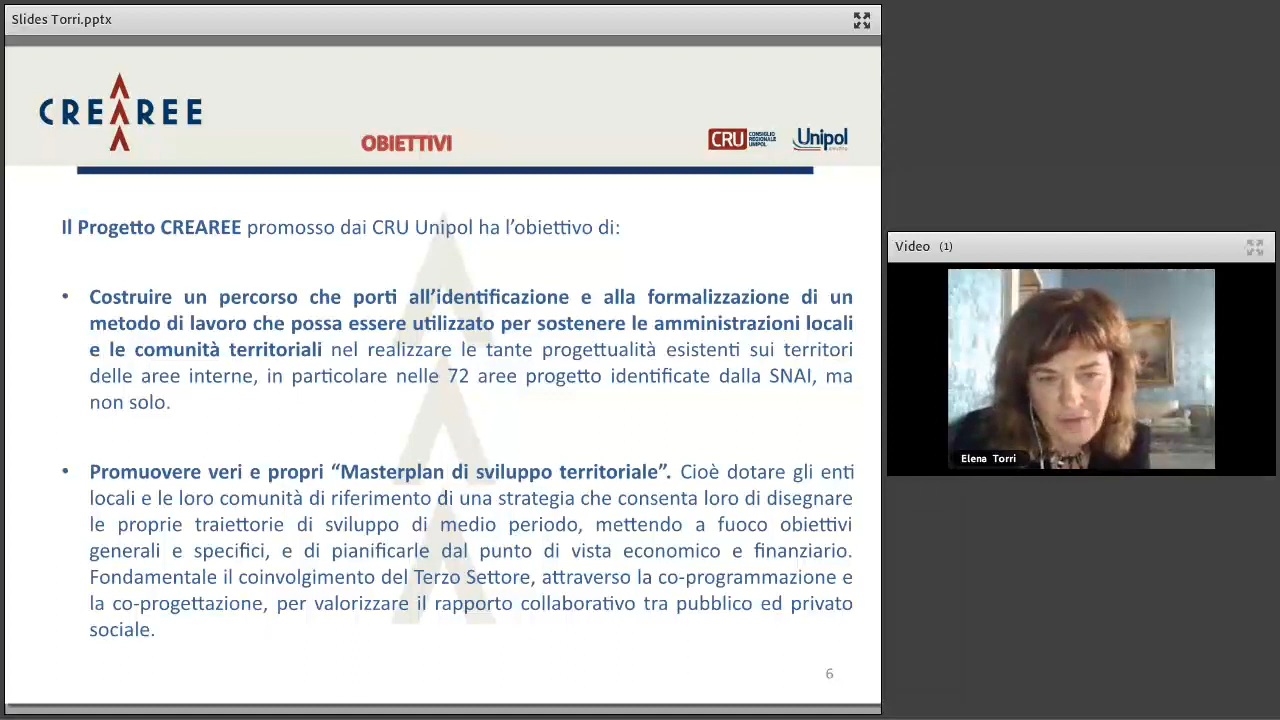 Slides Torri.pptx
CREAREE
OBIETTIVI
CRU CONSIGLIO REGIONALE UNIPOL
Unipol
Il Progetto CREAREE promosso dai CRU Unipol ha l’obiettivo di:
• Costruire un percorso che porti all’identificazione e alla formalizzazione di un
metodo di lavoro che possa essere utilizzato per sostenere le amministrazioni locali
e le comunità territoriali nel realizzare le tante progettualità esistenti sui territori
delle aree interne, in particolare nelle 72 aree progetto identificate dalla SNAI, ma
non solo.
• Promuovere veri e propri “Masterplan di sviluppo territoriale”. Cioè dotare gli enti
locali e le loro comunità di riferimento di una strategia che consenta loro di disegnare
le proprie traiettorie di sviluppo di medio periodo, mettendo a fuoco obiettivi
generali e specifici, e di pianificarle dal punto di vista economico e finanziario.
Fondamentale il coinvolgimento del Terzo Settore, attraverso la co-programmazione e
la co-progettazione, per valorizzare il rapporto collaborativo tra pubblico ed privato
sociale.
6
Video (1)
Elena Torri